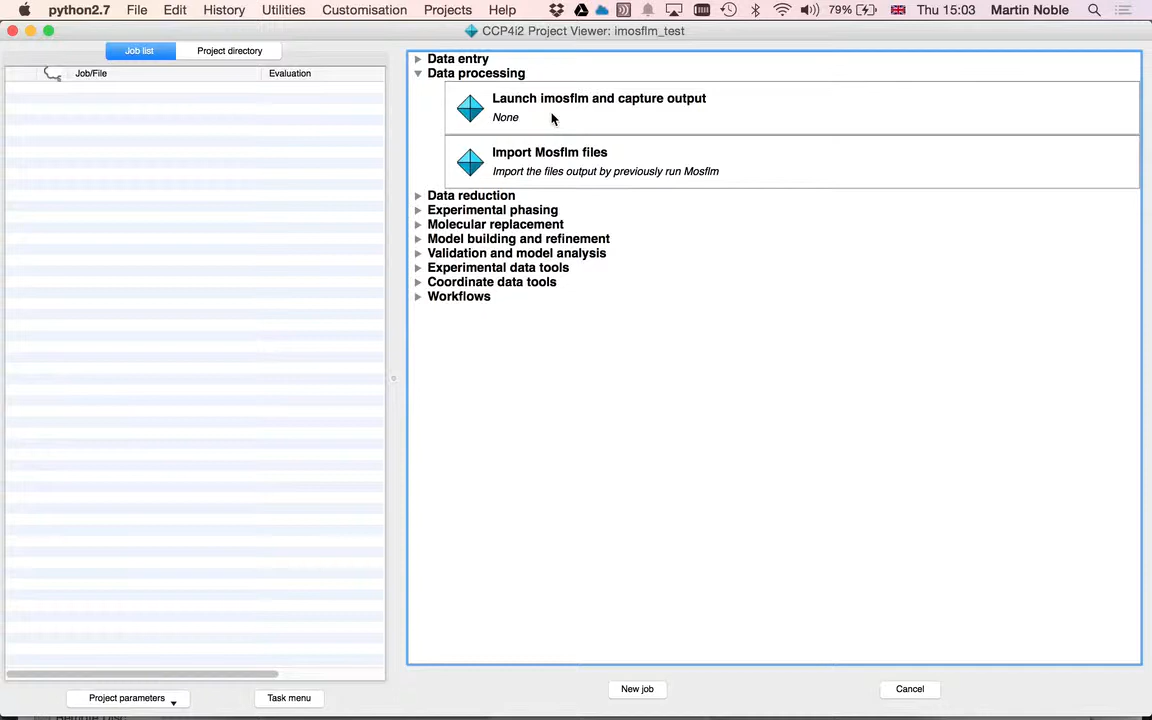 python2.7 File Edit History Utilities Customisation Projects Help 79% Thu 15:03 Martin Noble
CCP4i2 Project Viewer: imosflm_test
Job list Project directory
Job/File Evaluation
Data entry
Data processing
Launch imosflm and capture output
None
Import Mosflm files
Import the files output by previously run Mosflm
Data reduction
Experimental phasing
Molecular replacement
Model building and refinement
Validation and model analysis
Experimental data tools
Coordinate data tools
Workflows
New job Cancel
Project parameters Task menu